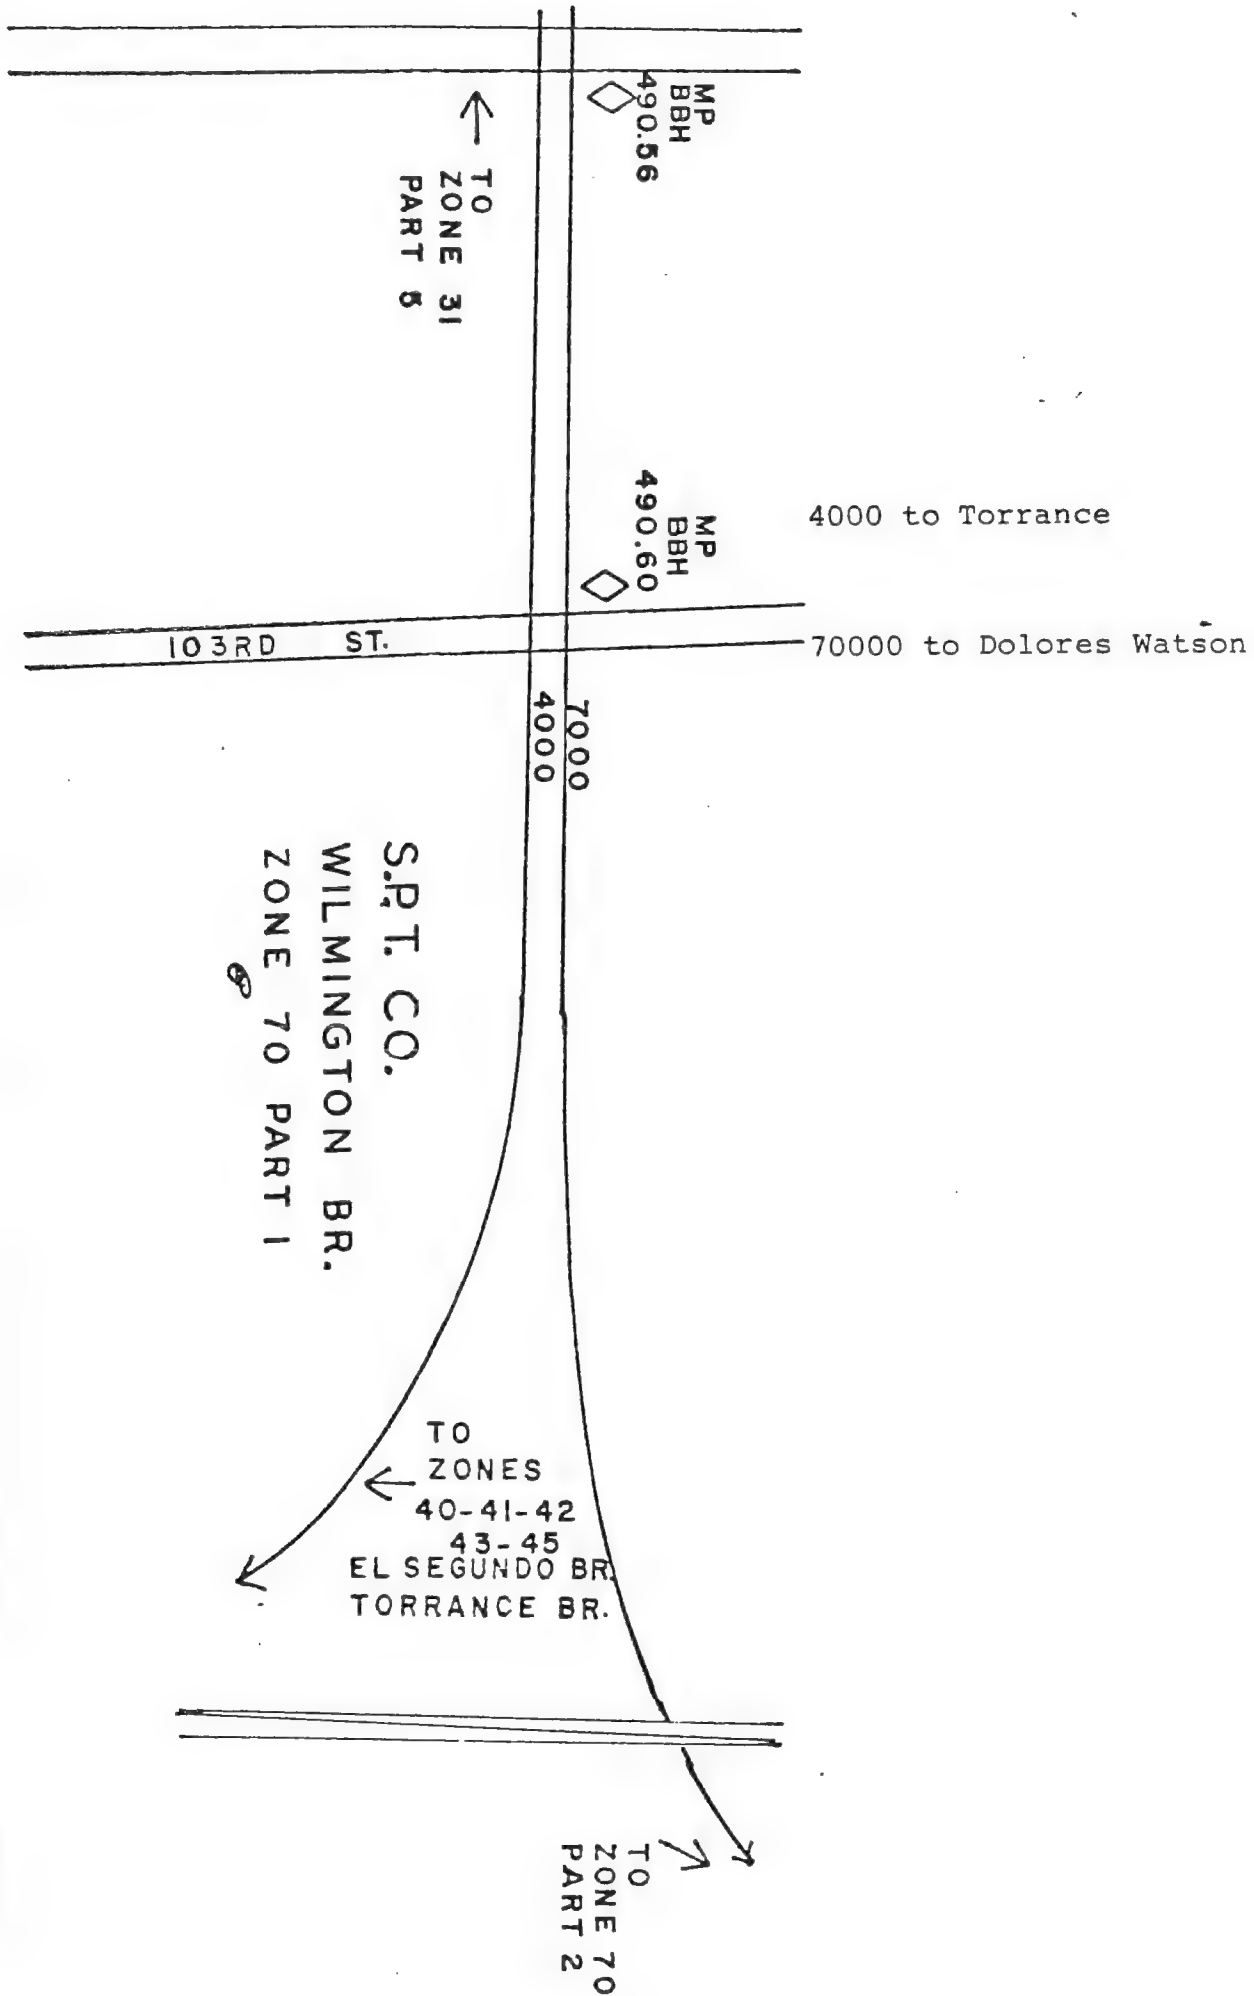 MP
BBH
490.56
TO
ZONE 31
PART 5
MP
BBH
490.60
4000 to Torrance
103RD ST.
70000 to Dolores Watson
7000
4000
S.P.T. CO.
WILMINGTON BR.
ZONE 70 PART 1
TO
ZONES
40-41-42
43-45
EL SEGUNDO BR.
TORRANCE BR.
TO
ZONE 70
PART 2